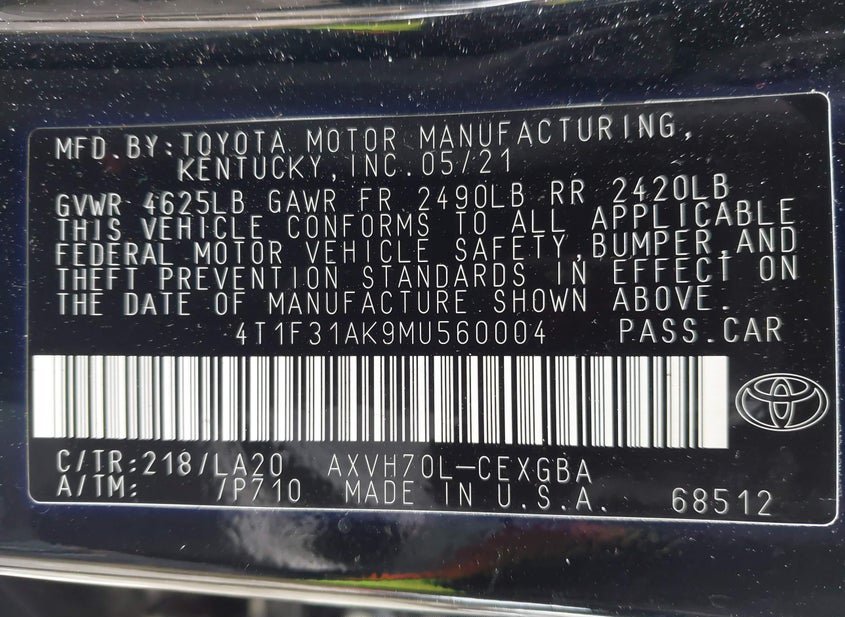 MFD.BY:TOYOTA MOTOR MANUFACTURING,
KENTUCKY,INC.05/21
GVWR 4625LB GAWR FR 2490LB RR 2420LB
THIS VEHICLE CONFORMS TO ALL APPLICABLE
FEDERAL MOTOR VEHICLE SAFETY,BUMPER,AND
THEFT PREVENTION STANDARDS IN EFFECT ON
THE DATE OF MANUFACTURE SHOWN ABOVE.
4T1F31AK9MU560004 PASS.CAR
C/TR:218/LA20 AXVH70L-CEXGBA
A/TM: /P710 MADE IN U.S.A. 68512